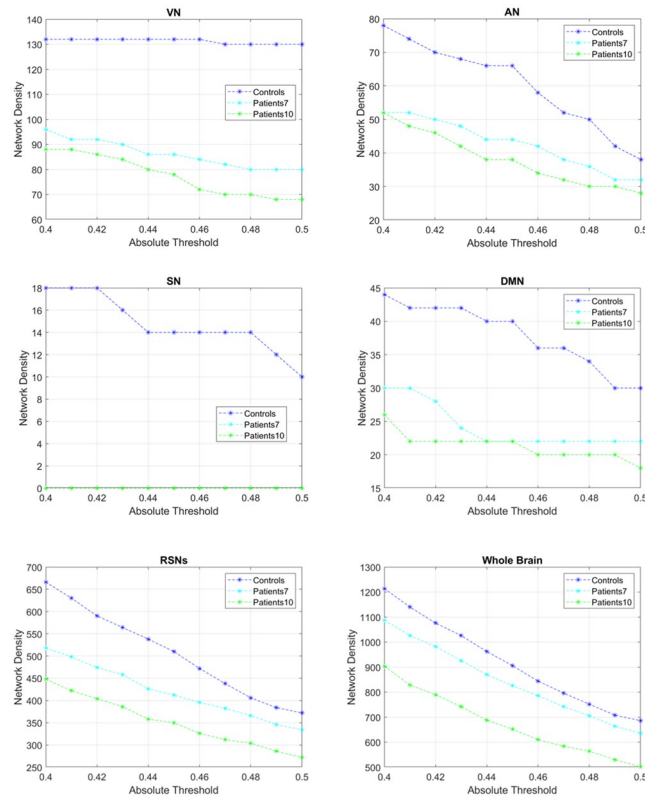 VN
140
130
120
110
100
90
80
70
60
0.4
0.42
0.44
0.46
0.48
0.5
Network Density
Absolute Threshold
Controls
Patients7
Patients10
AN
80
70
60
50
40
30
20
0.4
0.42
0.44
0.46
0.48
0.5
Network Density
Absolute Threshold
Controls
Patients7
Patients10
SN
18
16
14
12
10
8
6
4
2
0
0.4
0.42
0.44
0.46
0.48
0.5
Network Density
Absolute Threshold
Controls
Patients7
Patients10
DMN
45
40
35
30
25
20
15
0.4
0.42
0.44
0.46
0.48
0.5
Network Density
Absolute Threshold
Controls
Patients7
Patients10
RSNs
700
650
600
550
500
450
400
350
300
250
0.4
0.42
0.44
0.46
0.48
0.5
Network Density
Absolute Threshold
Controls
Patients7
Patients10
Whole Brain
1300
1200
1100
1000
900
800
700
600
500
0.4
0.42
0.44
0.46
0.48
0.5
Network Density
Absolute Threshold
Controls
Patients7
Patients10